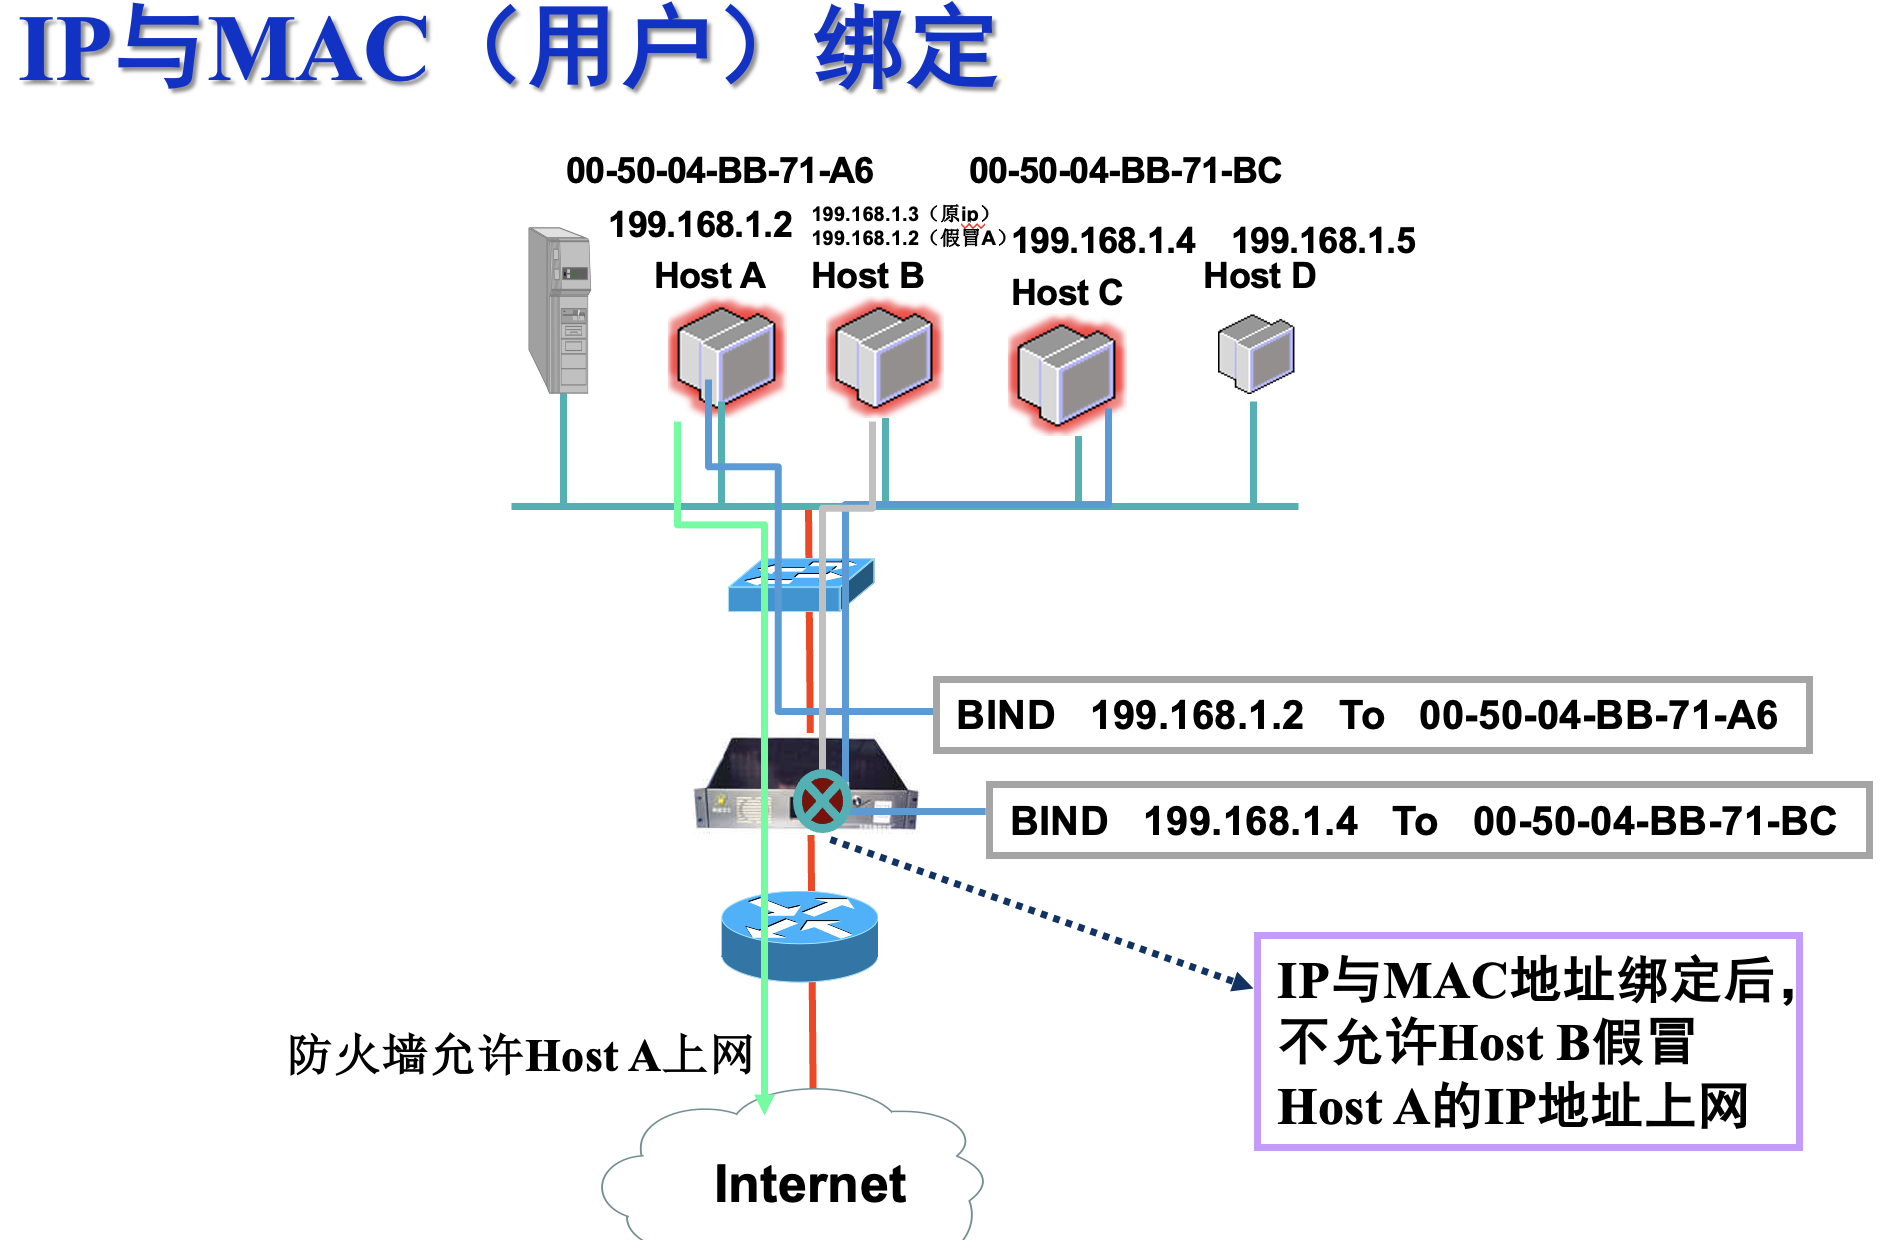 IP与MAC（用户）绑定
00-50-04-BB-71-A6
00-50-04-BB-71-BC
199.168.1.2
199.168.1.3（原ip）
199.168.1.2（假冒A）
199.168.1.4
199.168.1.5
Host A
Host B
Host C
Host D
BIND 199.168.1.2 To 00-50-04-BB-71-A6
BIND 199.168.1.4 To 00-50-04-BB-71-BC
IP与MAC地址绑定后，
不允许Host B假冒
Host A的IP地址上网
防火墙允许Host A上网
Internet